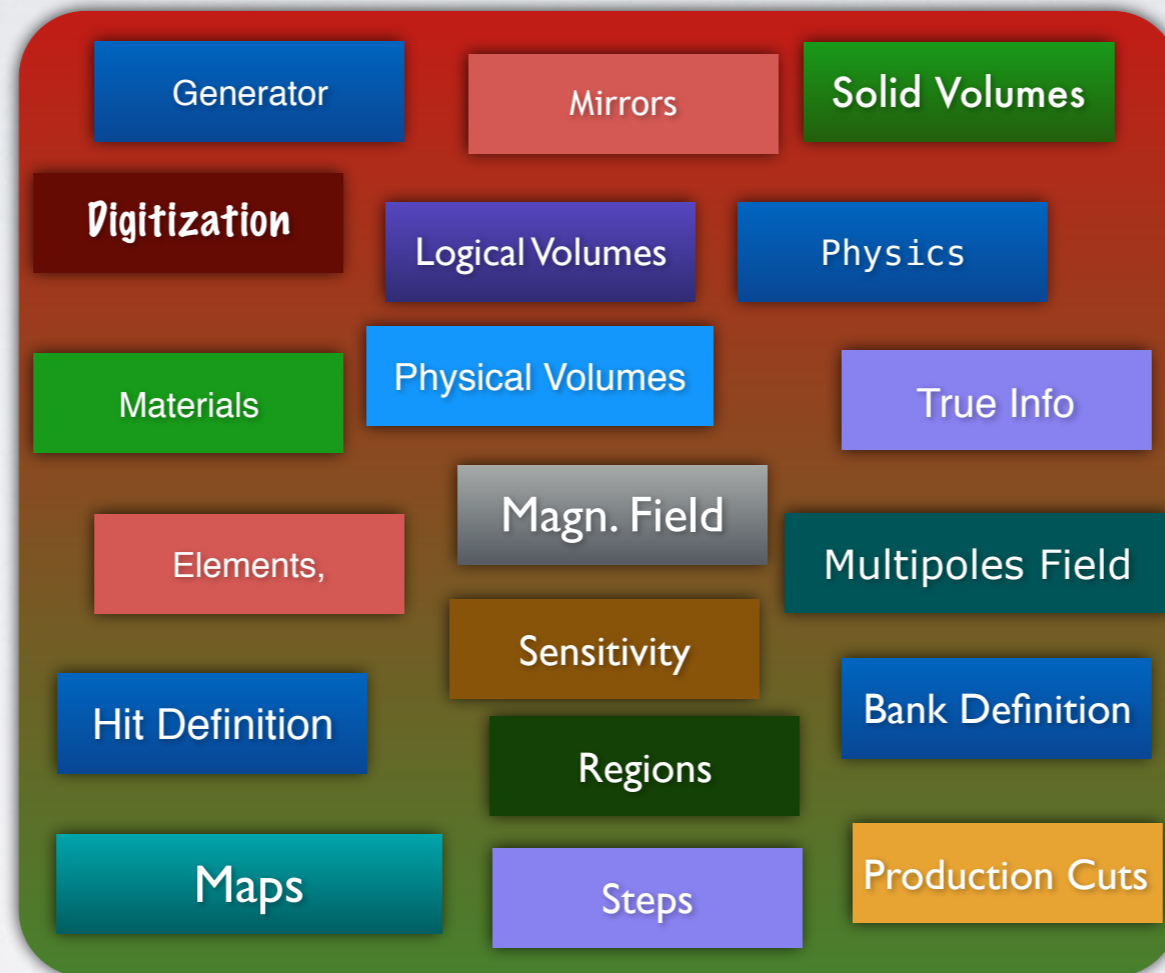 Generator
Mirrors
Solid Volumes
Digitization
Logical Volumes
Physics
Physical Volumes
Materials
True Info
Magn. Field
Elements,
Multipoles Field
Sensitivity
Hit Definition
Bank Definition
Regions
Maps
Steps
Production Cuts